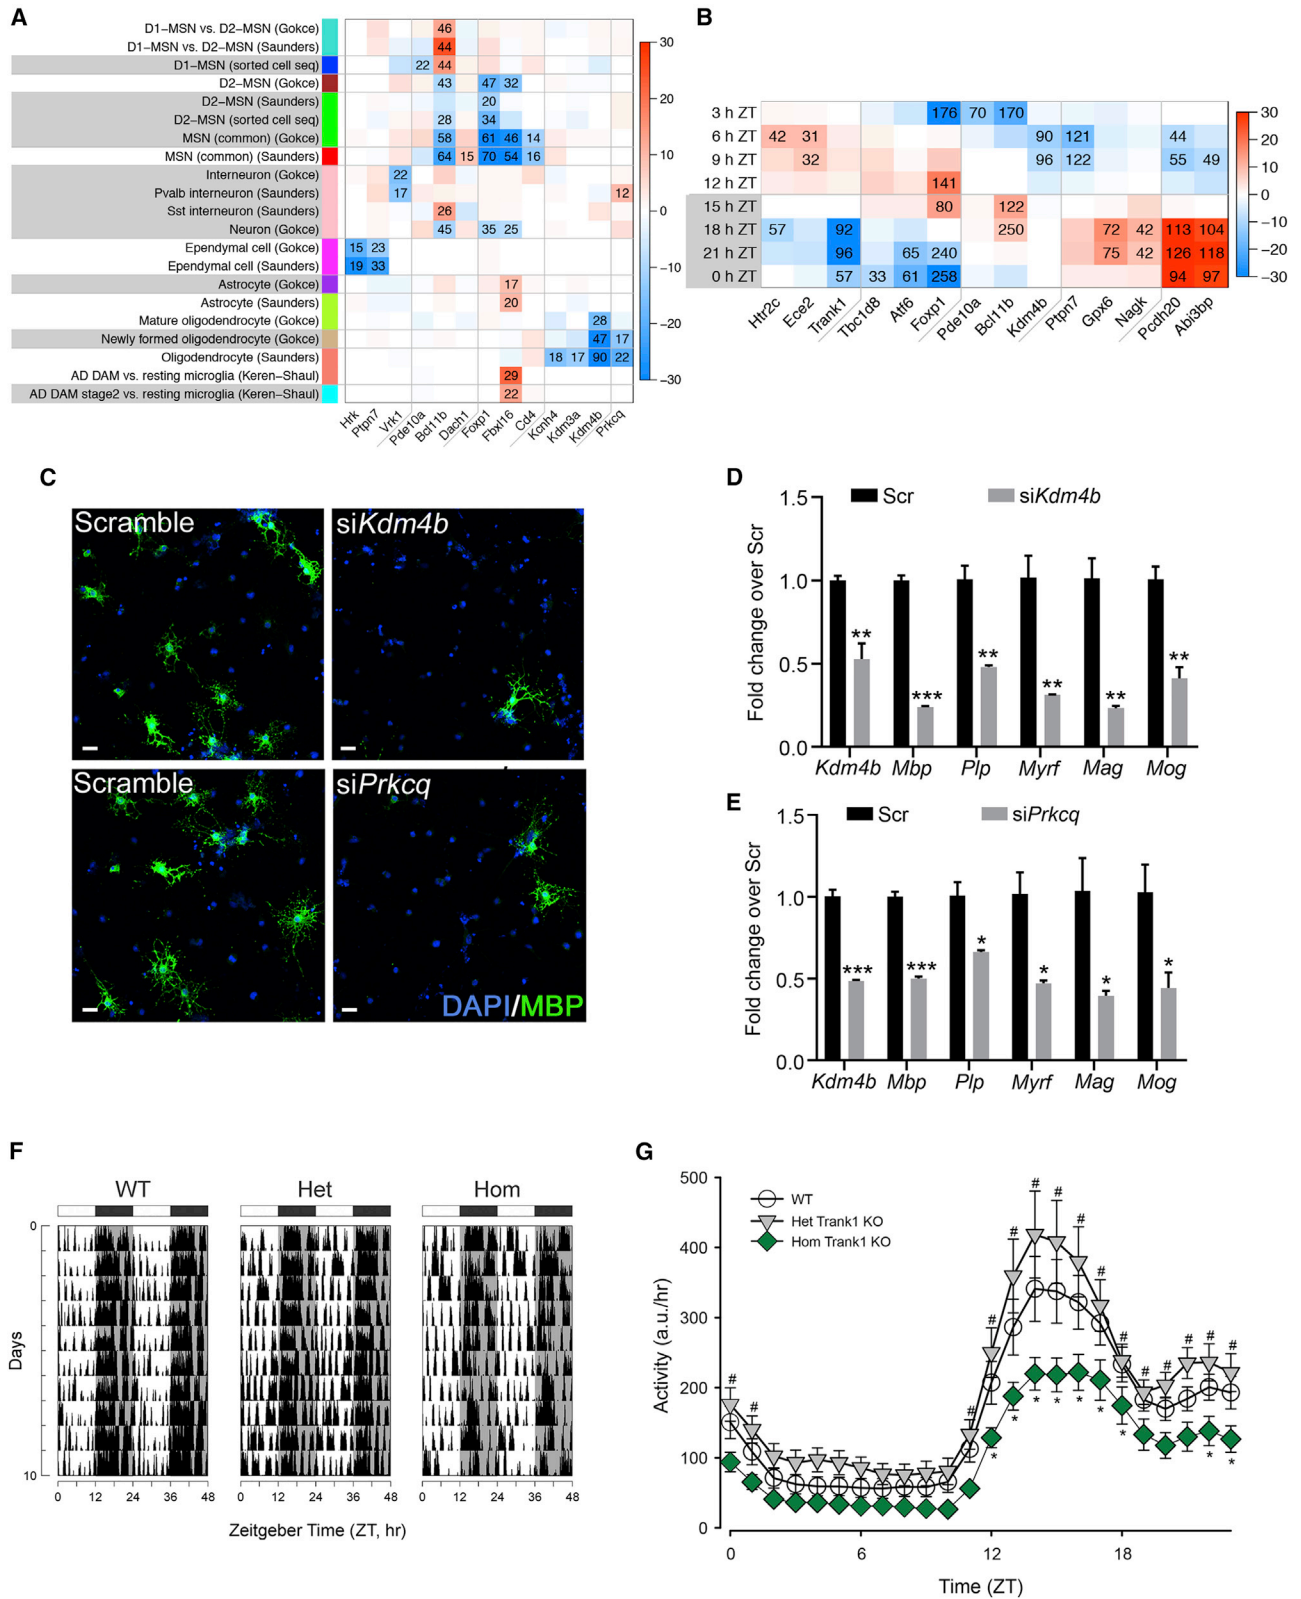 A
D1−MSN vs. D2−MSN (Gokce) 46
D1−MSN vs. D2−MSN (Saunders) 44
D1−MSN (sorted cell seq) 22 44
D2−MSN (Gokce) 43 47 32
D2−MSN (Saunders) 20
D2−MSN (sorted cell seq) 28 34
MSN (common) (Gokce) 58 61 46 14
MSN (common) (Saunders) 64 15 70 54 16
Interneuron (Gokce) 22
Pvalb interneuron (Saunders) 17 12
Sst interneuron (Saunders) 26
Neuron (Gokce) 45 35 25
Ependymal cell (Gokce) 15 23
Ependymal cell (Saunders) 19 33
Astrocyte (Gokce) 17
Astrocyte (Saunders) 20
Mature oligodendrocyte (Gokce) 28
Newly formed oligodendrocyte (Gokce) 47 17
Oligodendrocyte (Saunders) 18 17 90 22
AD DAM vs. resting microglia (Keren−Shaul) 29
AD DAM stage2 vs. resting microglia (Keren−Shaul) 22
Hrk Ptpn7 Vrk1 Pde10a Bcl11b Dach1 Foxp1 Fbxl16 Cd4 Kcnh4 Kdm3a Kdm4b Prkcq
30
20
10
0
−10
−20
−30
B
3 h ZT 176 70 170
6 h ZT 42 31 90 121 44
9 h ZT 32 96 122 55 49
12 h ZT 141
15 h ZT 80 122
18 h ZT 57 92 250 72 42 113 104
21 h ZT 96 65 240 75 42 126 118
0 h ZT 57 33 61 258 94 97
Htr2c Ece2 Trank1 Tbc1d8 Atf6 Foxp1 Pde10a Bcl11b Kdm4b Ptpn7 Gpx6 Nagk Pcdh20 Abi3bp
30
20
10
0
−10
−20
−30
C
Scramble
siKdm4b
Scramble
siPrkcq
DAPI/MBP
D
Scr siKdm4b
Fold change over Scr
1.5
1.0
0.5
0.0
** *** ** ** ** **
Kdm4b Mbp Plp Myrf Mag Mog
E
Scr siPrkcq
Fold change over Scr
1.5
1.0
0.5
0.0
*** *** * * * *
Kdm4b Mbp Plp Myrf Mag Mog
F
WT Het Hom
Days
0
10
0 12 24 36 48 0 12 24 36 48 0 12 24 36 48
Zeitgeber Time (ZT, hr)
G
WT
Het Trank1 KO
Hom Trank1 KO
Activity (a.u./hr)
500
400
300
200
100
0
# # # # # # # # # # # # # # #
* * * * * * * * *
0 6 12 18
Time (ZT)